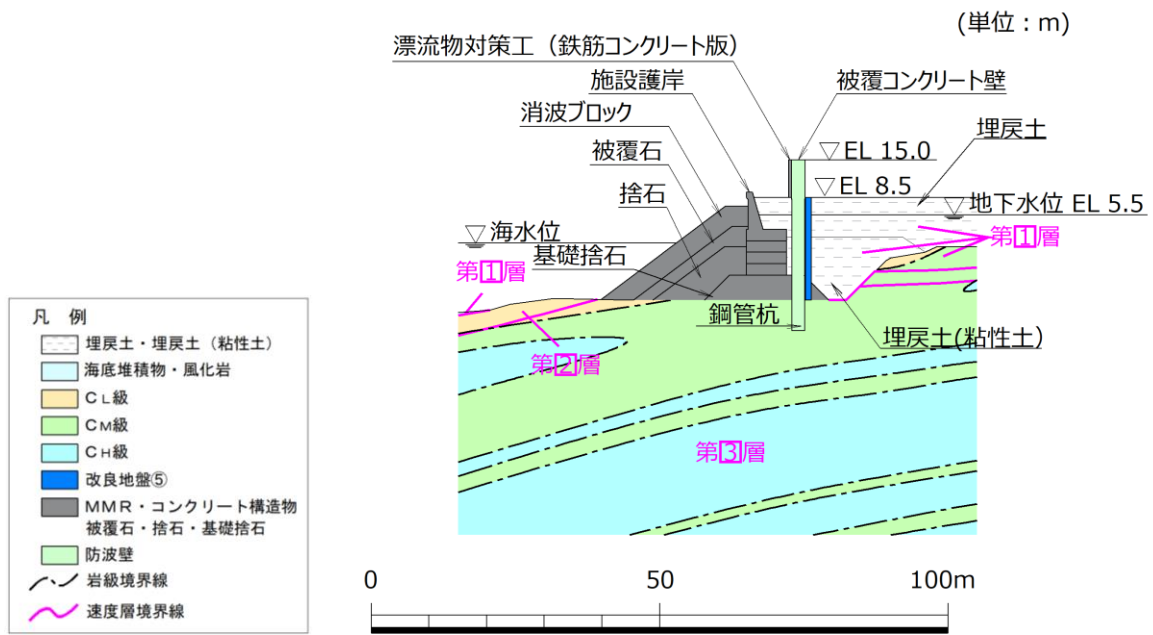 (単位：m)
漂流物対策工（鉄筋コンクリート版）
施設護岸
被覆コンクリート壁
消波ブロック
埋戻土
被覆石
▽ EL 15.0
▽ EL 8.5
捨石
地下水位 EL 5.5
海水位
第1層
第1層
基礎捨石
鋼管杭
埋戻土(粘性土)
第2層
第3層
凡 例
埋戻土・埋戻土（粘性土）
海底堆積物・風化岩
CL級
CM級
CH級
改良地盤⑤
MMR・コンクリート構造物
被覆石・捨石・基礎捨石
防波壁
岩級境界線
速度層境界線
0 50 100m